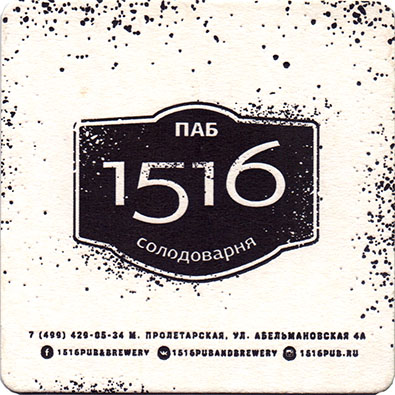 ПАБ
1516
солодоварня
7 (499) 429-05-34 М. ПРОЛЕТАРСКАЯ, УЛ. АБЕЛЬМАНОВСКАЯ 4А
1516PUB&BREWERY 1516PUBANDBREWERY 1516PUB.RU